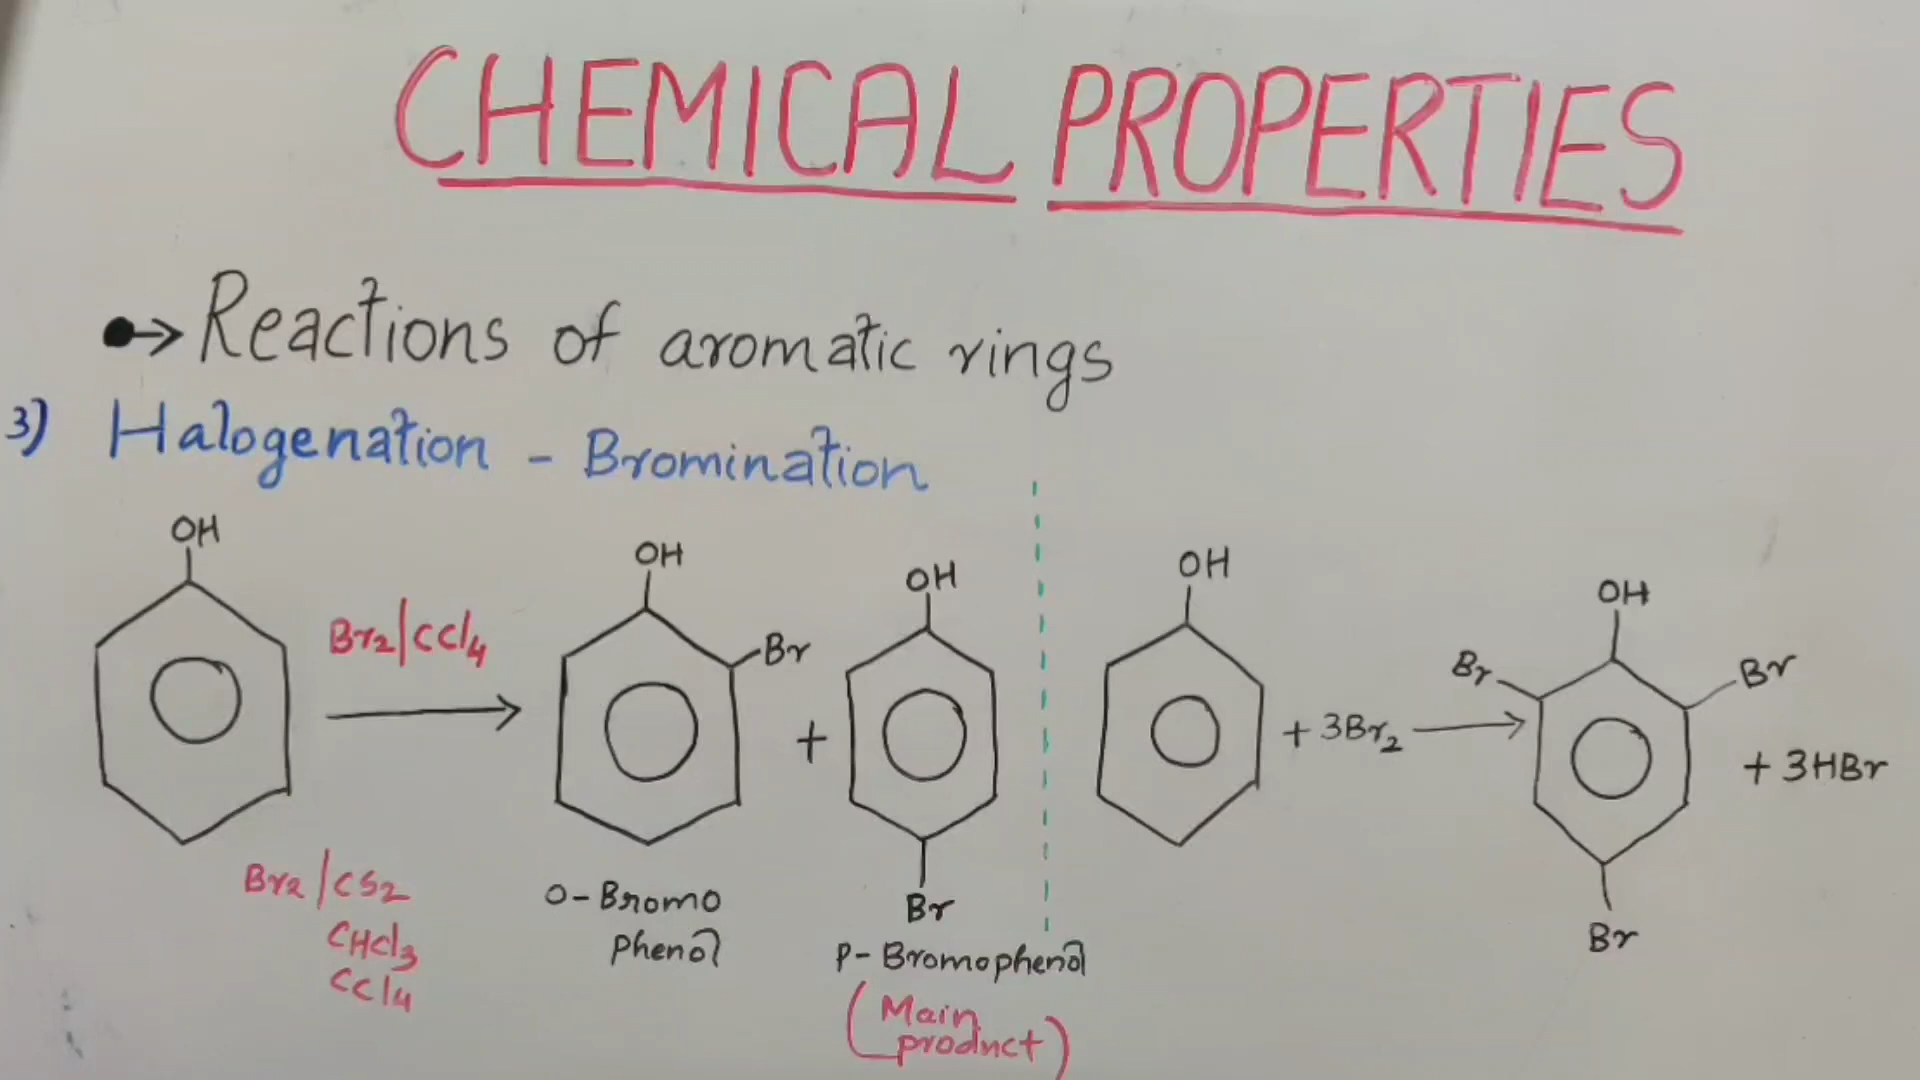 CHEMICAL PROPERTIES
Reactions of aromatic rings
3) Halogenation - Bromination
OH
Br2/CCl4
OH
Br
+
OH
Br
Br2/CS2
CHCl3
CCl4
O-Bromo
Phenol
P-Bromophenol
(Main
product)
OH
+ 3Br2
OH
Br
Br
Br
+ 3HBr